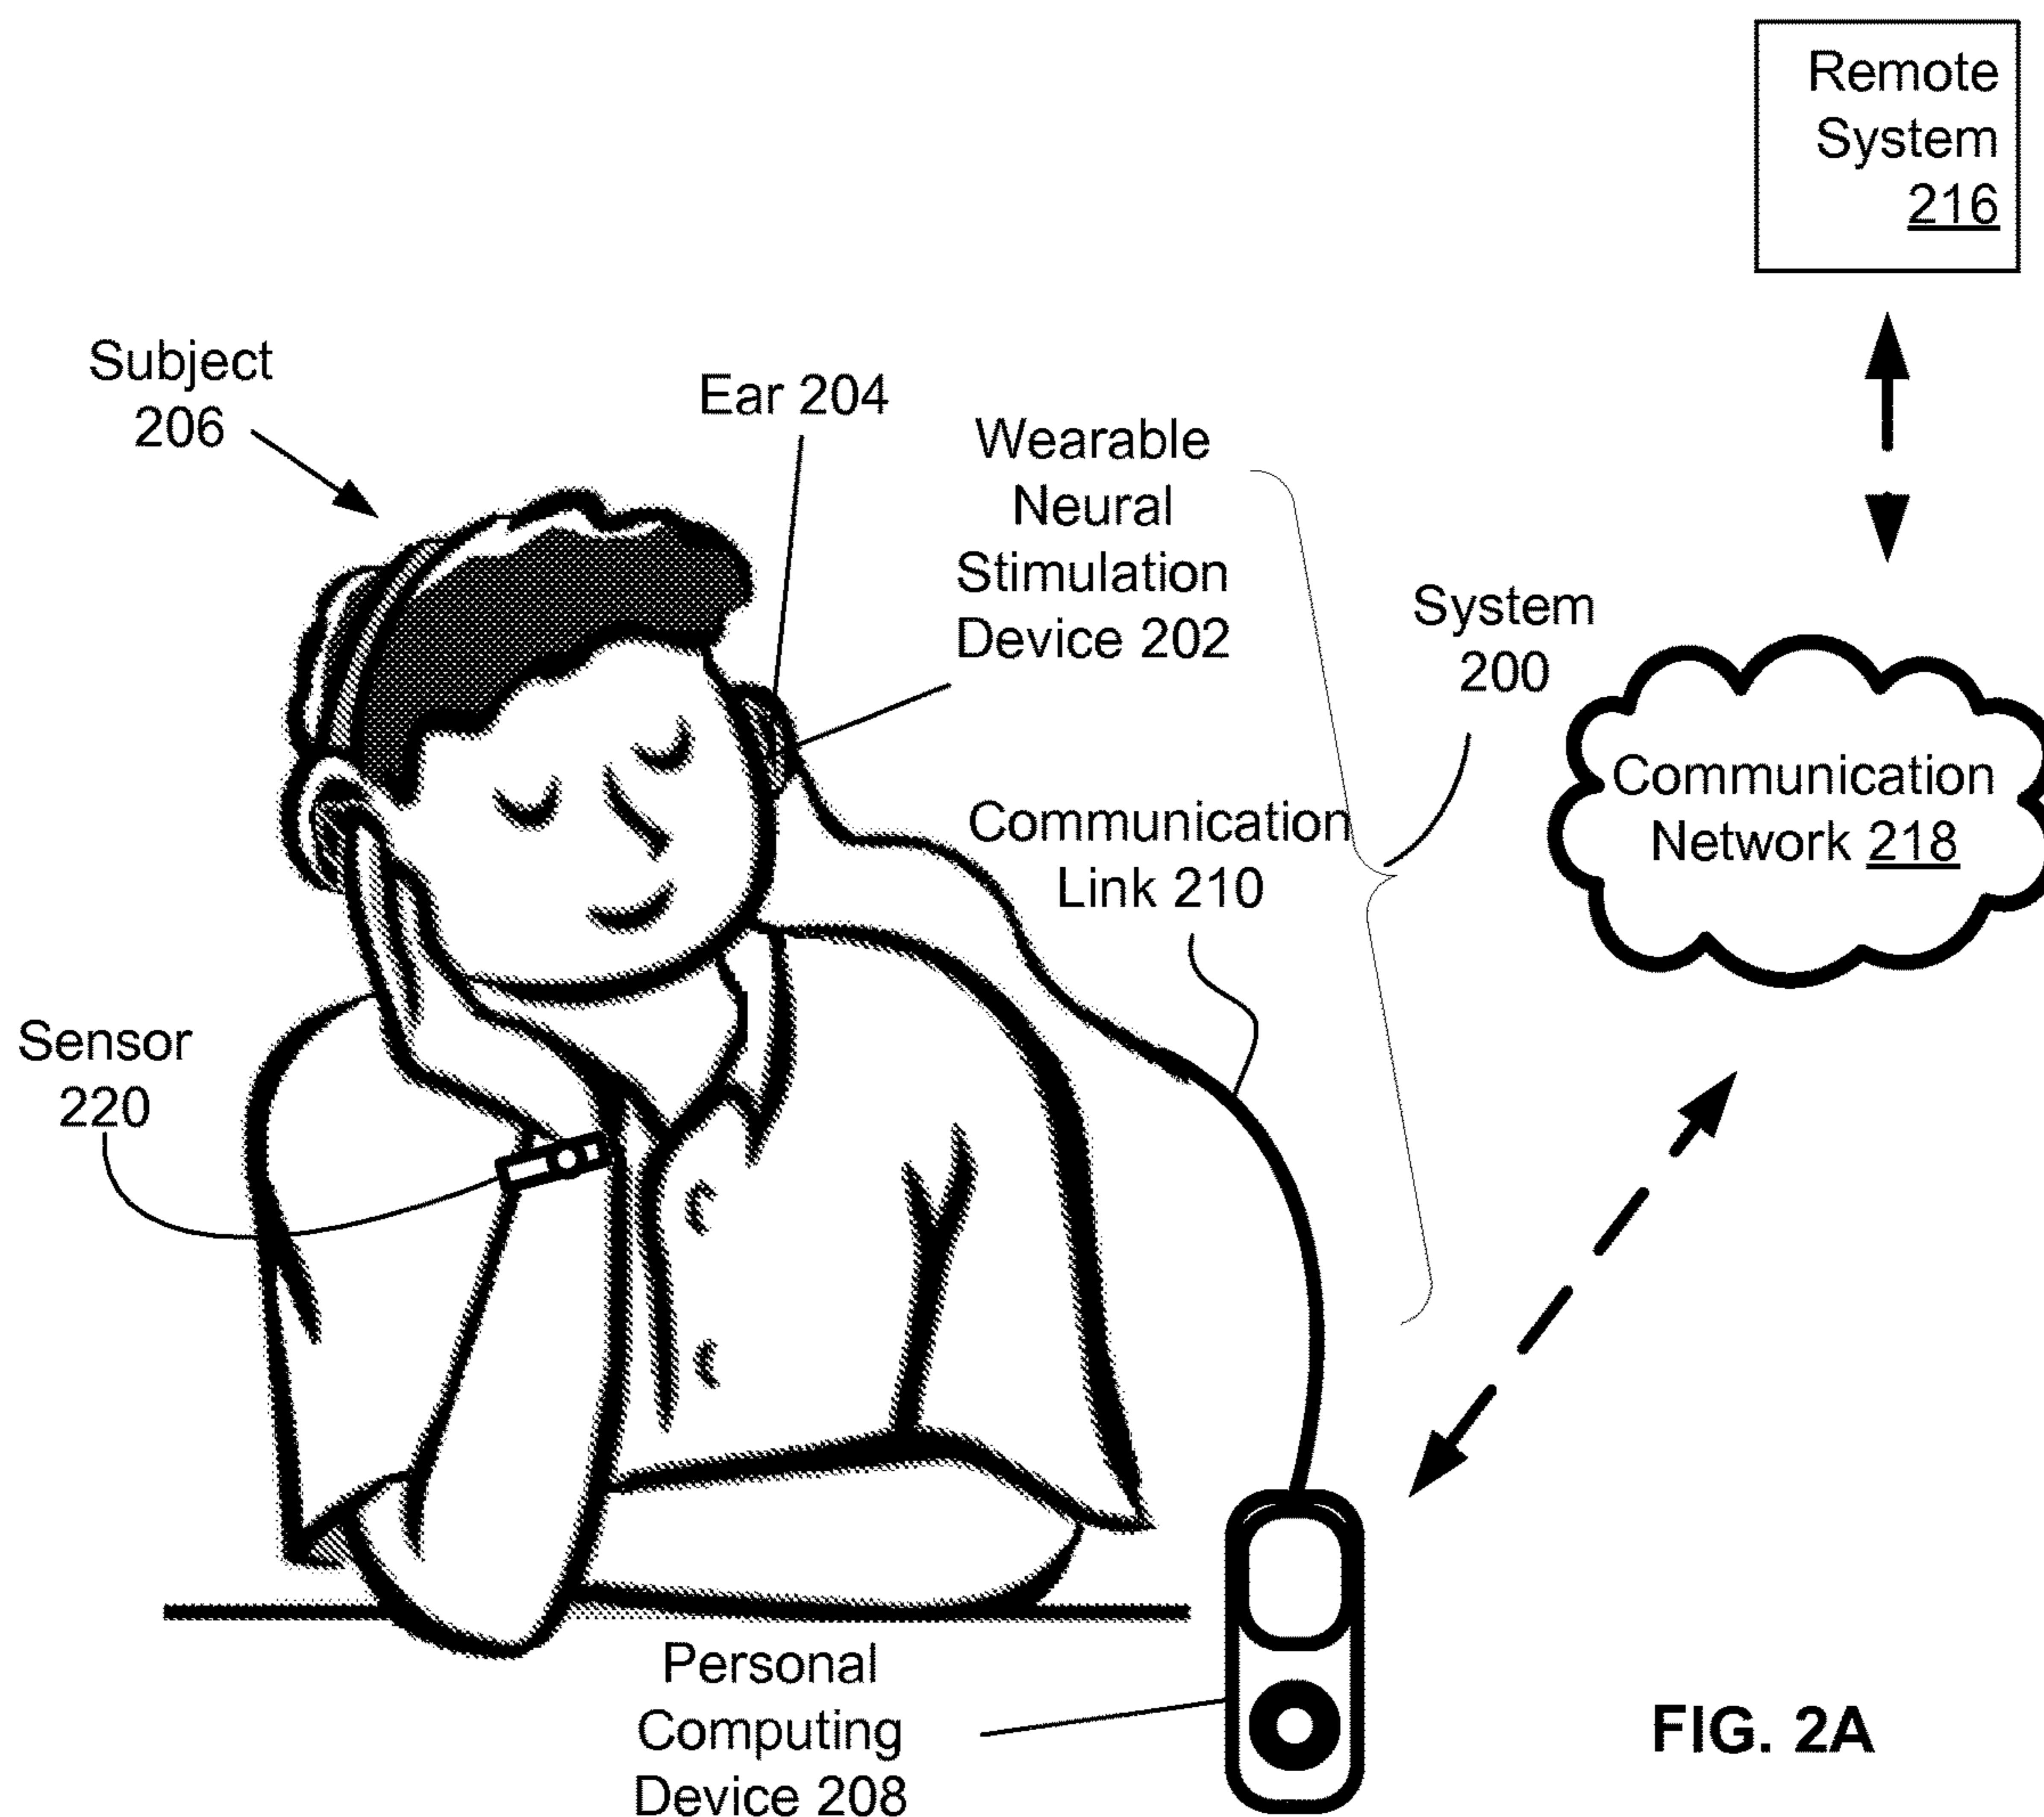 Remote
System
216
Subject
206
Ear 204
Wearable
Neural
Stimulation
Device 202
System
200
Communication
Network 218
Communication
Link 210
Sensor
220
Personal
Computing
Device 208
FIG. 2A